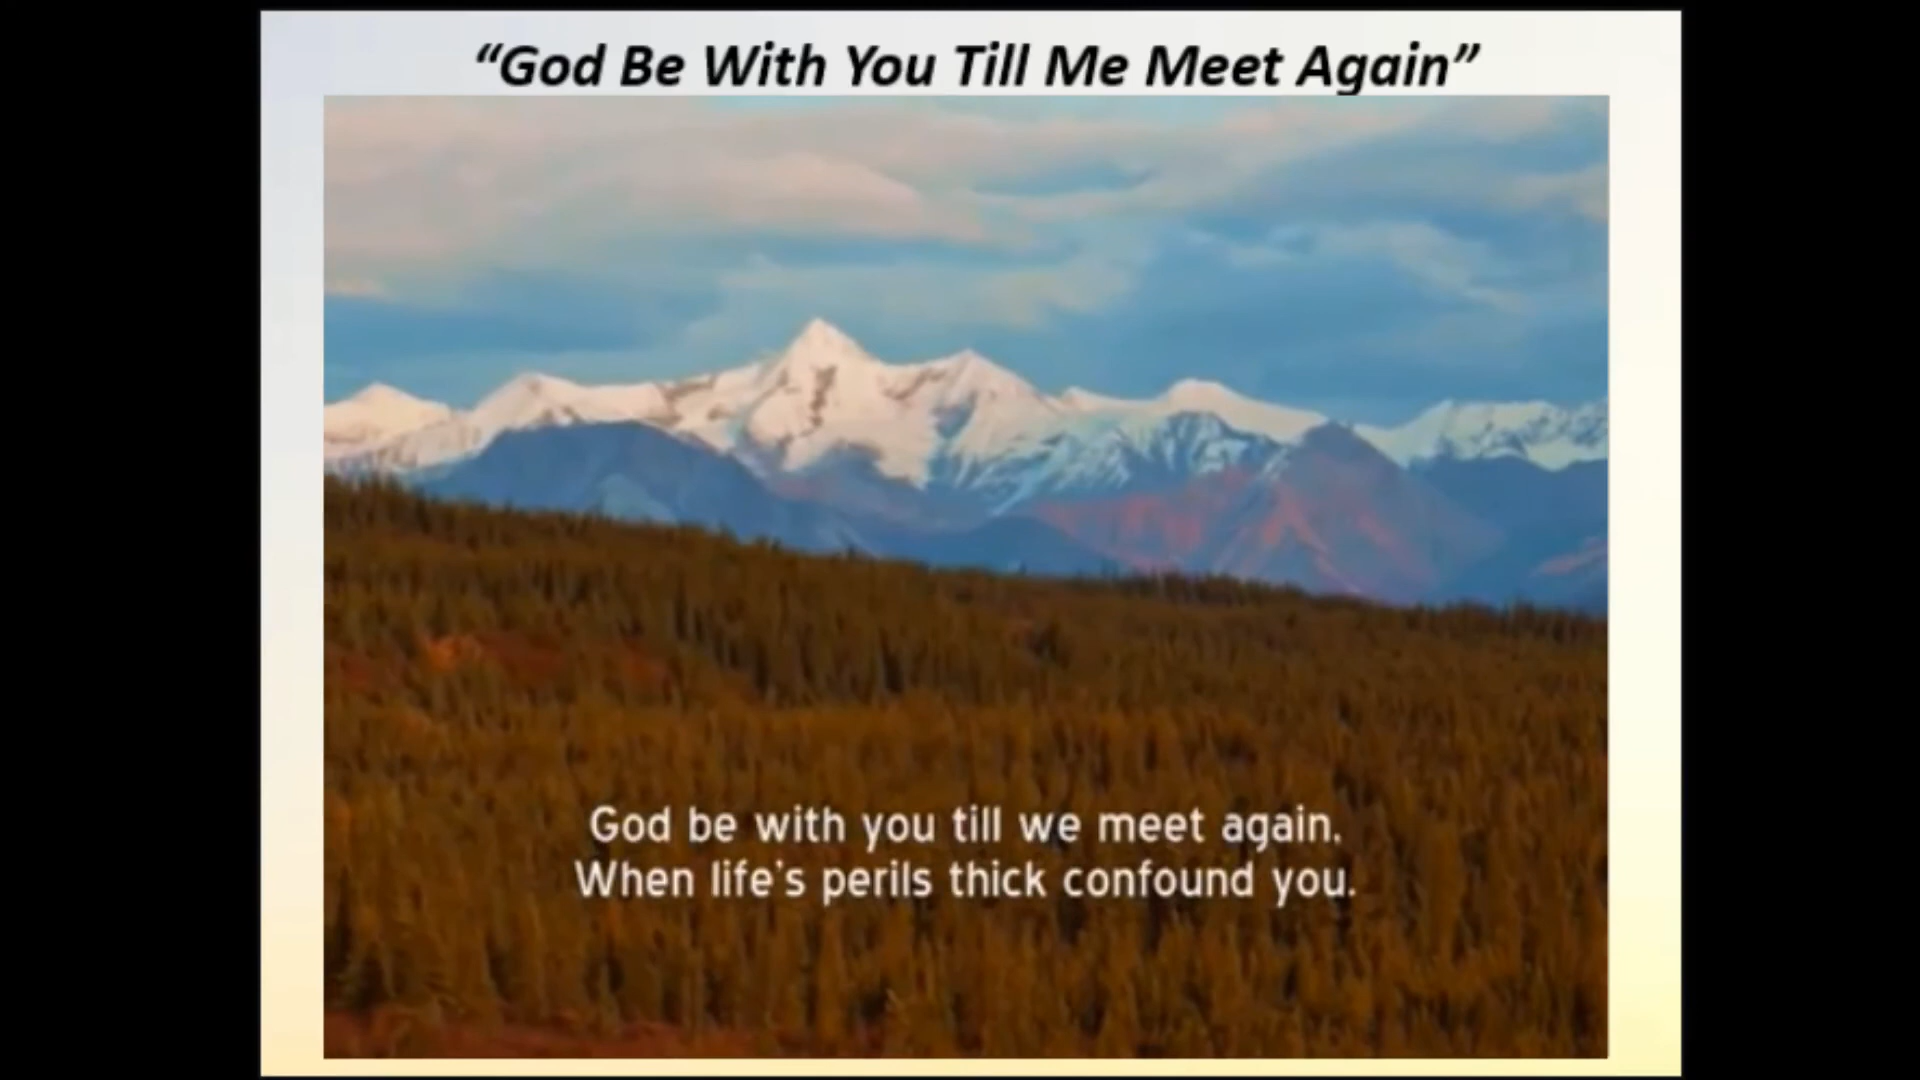 “God Be With You Till Me Meet Again”
God be with you till we meet again.
When life's perils thick confound you.